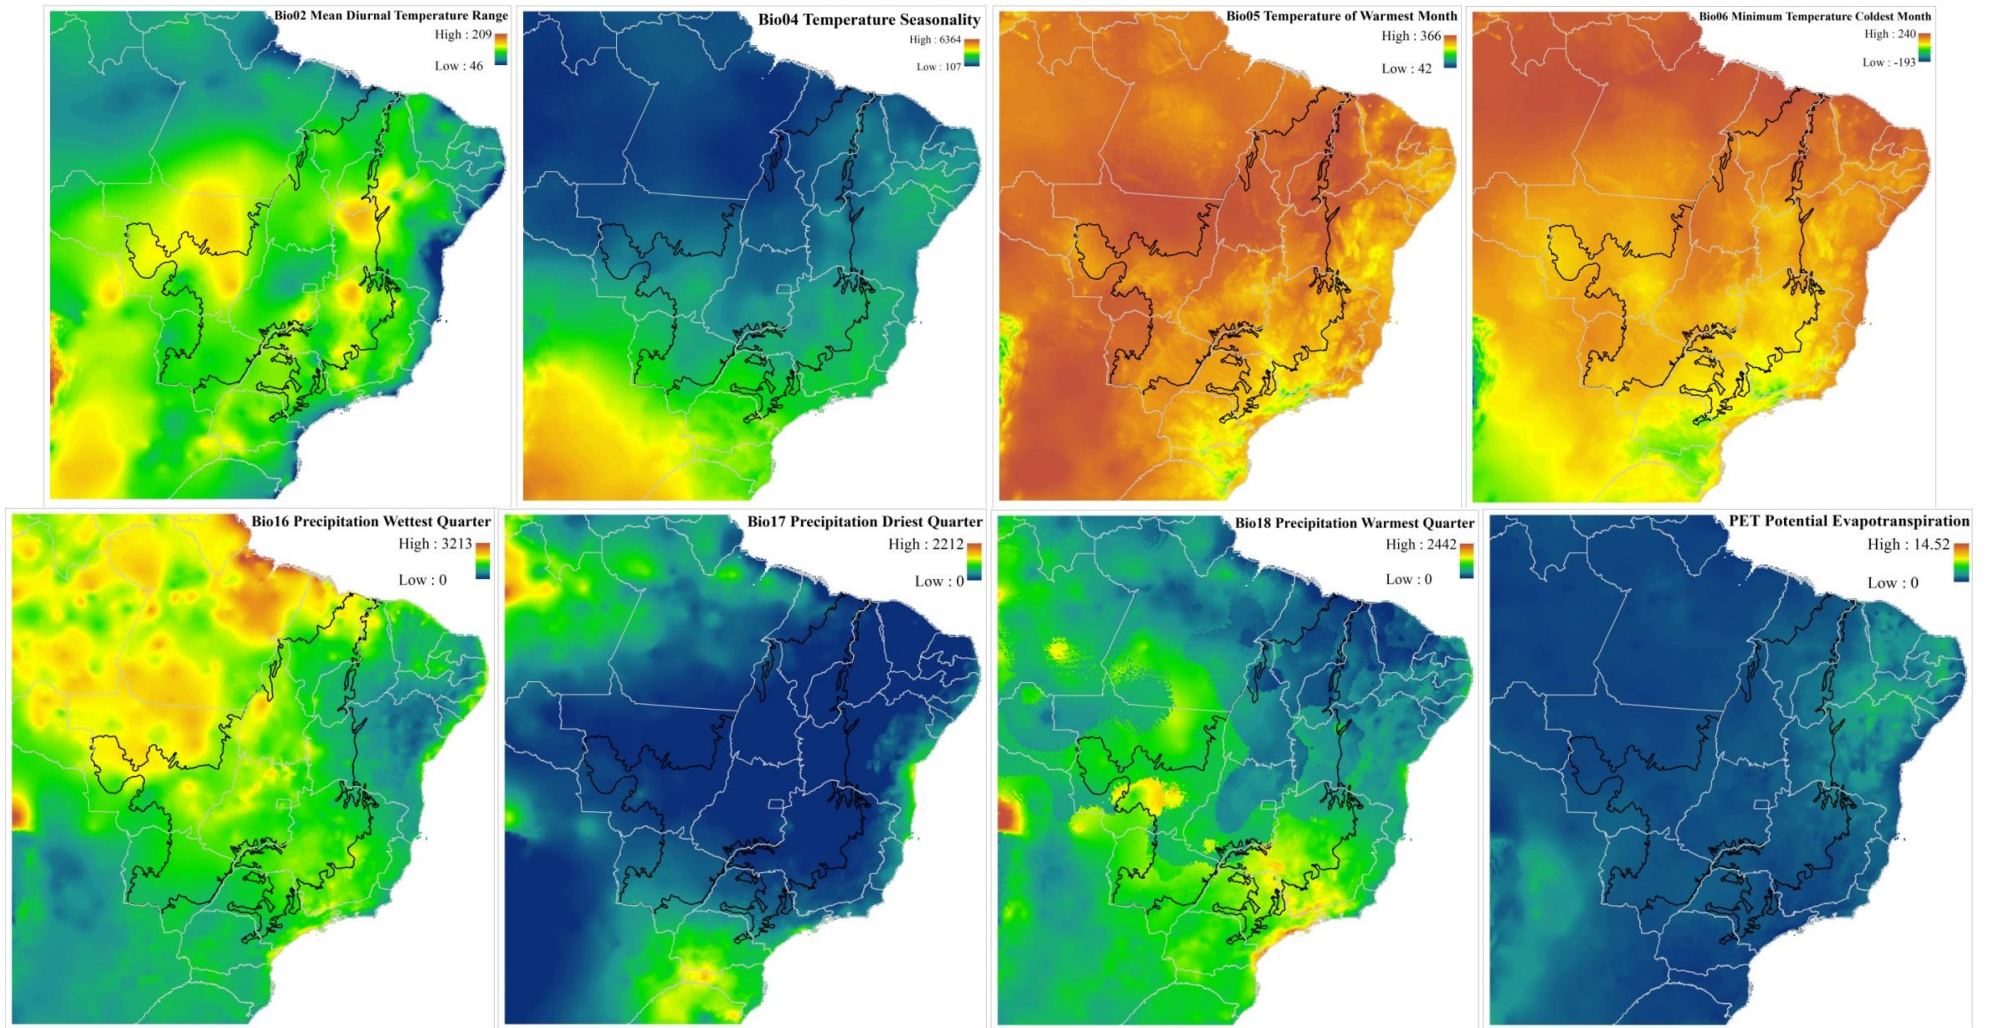 Bio02 Mean Diurnal Temperature Range
High : 209
Low : 46
Bio04 Temperature Seasonality
High : 6364
Low : 107
Bio05 Temperature of Warmest Month
High : 366
Low : 42
Bio06 Minimum Temperature Coldest Month
High : 240
Low : -193
Bio16 Precipitation Wettest Quarter
High : 3213
Low : 0
Bio17 Precipitation Driest Quarter
High : 2212
Low : 0
Bio18 Precipitation Warmest Quarter
High : 2442
Low : 0
PET Potential Evapotranspiration
High : 14.52
Low : 0